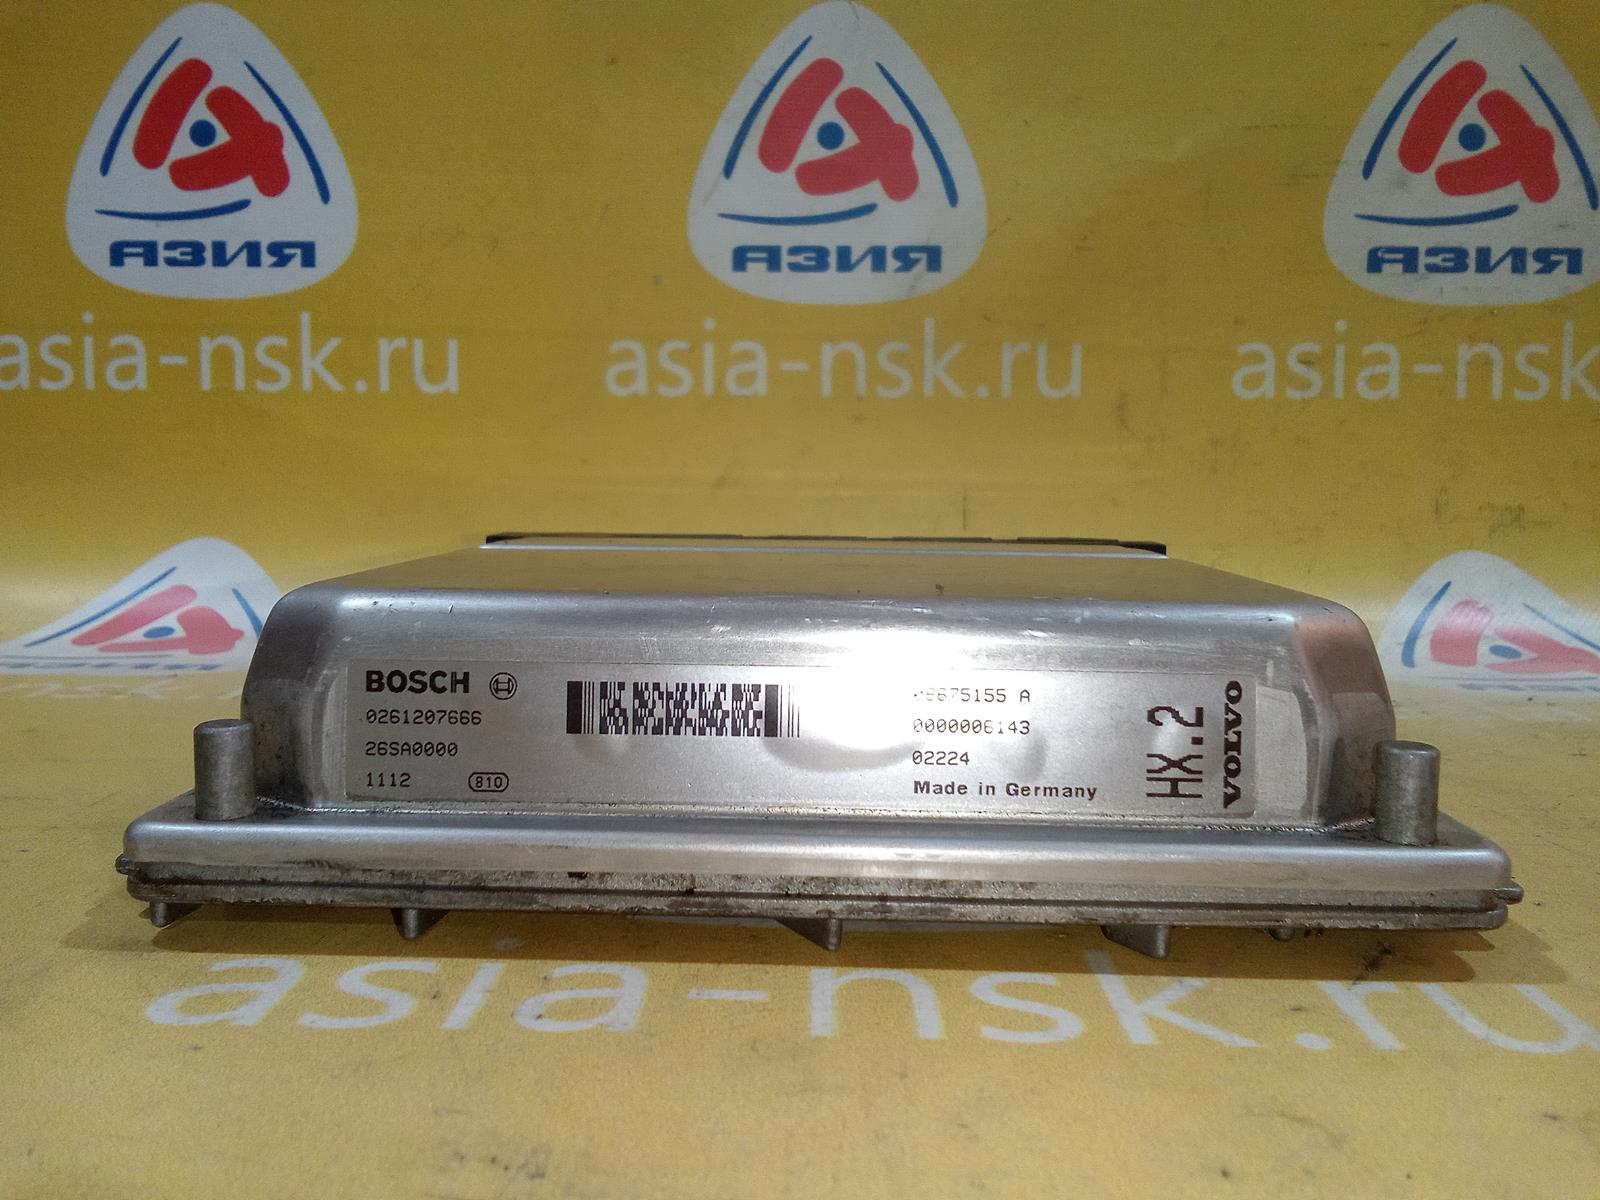 АЗИЯ АЗИЯ АЗИЯ
asia-nsk.ru asia-nsk.ru asia-nsk
АЗИЯ
BOSCH
0261207666
26SA0000
1112 810
08675155 A
0000006143
02224
Made in Germany
HX.2
VOLVO
asia-nsk.ru